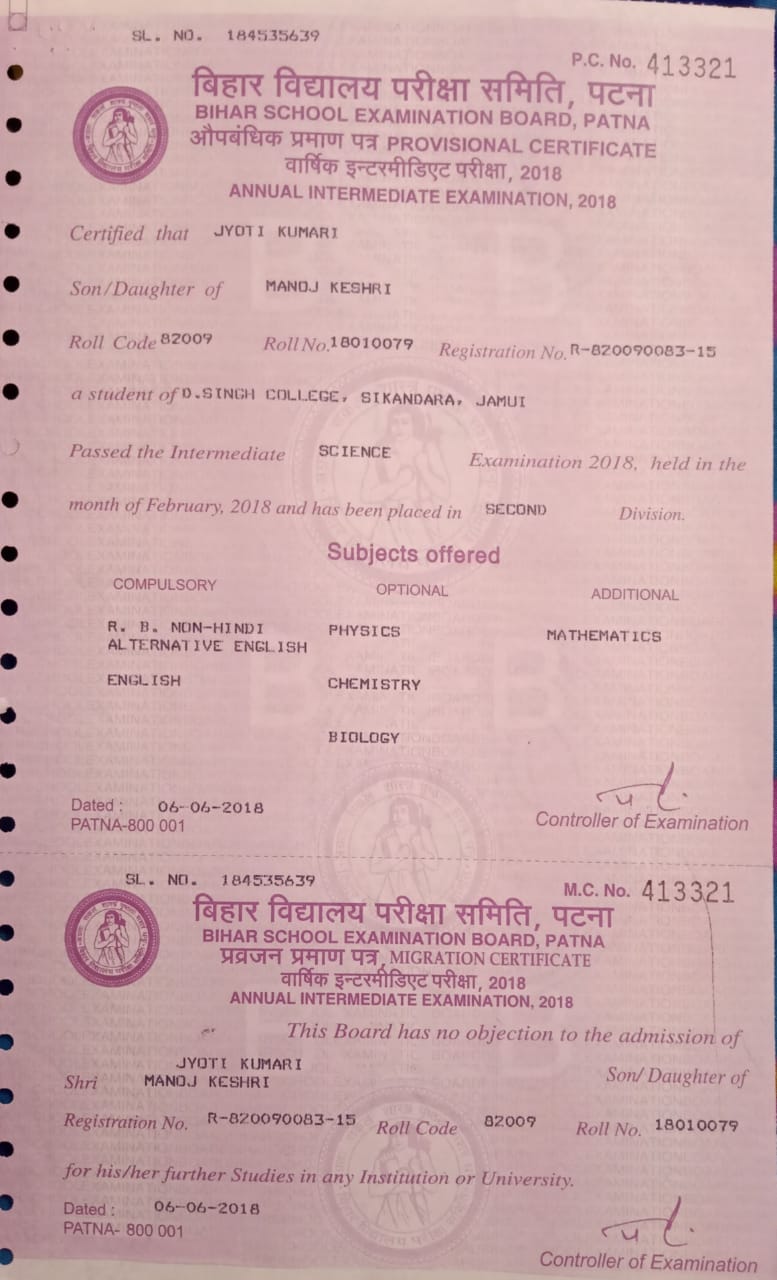 SL. NO. 184535639
P.C. No. 413321
बिहार विद्यालय परीक्षा समिति, पटना
BIHAR SCHOOL EXAMINATION BOARD, PATNA
औपबंधिक प्रमाण पत्र PROVISIONAL CERTIFICATE
वार्षिक इन्टरमीडिएट परीक्षा, 2018
ANNUAL INTERMEDIATE EXAMINATION, 2018
Certified that JYOTI KUMARI
Son/Daughter of MANOJ KESHRI
Roll Code 82009 Roll No. 18010079 Registration No. R-820090083-15
a student of D.SINGH COLLEGE, SIKANDARA, JAMUI
Passed the Intermediate SCIENCE Examination 2018, held in the
month of February, 2018 and has been placed in SECOND Division.
Subjects offered
COMPULSORY OPTIONAL ADDITIONAL
R. B. NON-HINDI PHYSICS MATHEMATICS
ALTERNATIVE ENGLISH
ENGLISH CHEMISTRY
BIOLOGY
Dated : 06-06-2018
PATNA-800 001 Controller of Examination
SL. NO. 184535639
M.C. No. 413321
बिहार विद्यालय परीक्षा समिति, पटना
BIHAR SCHOOL EXAMINATION BOARD, PATNA
प्रव्रजन प्रमाण पत्र, MIGRATION CERTIFICATE
वार्षिक इन्टरमीडिएट परीक्षा, 2018
ANNUAL INTERMEDIATE EXAMINATION, 2018
This Board has no objection to the admission of
JYOTI KUMARI
Shri MANOJ KESHRI Son/ Daughter of
Registration No. R-820090083-15 Roll Code 82009 Roll No. 18010079
for his/her further Studies in any Institution or University.
Dated : 06-06-2018
PATNA- 800 001
Controller of Examination